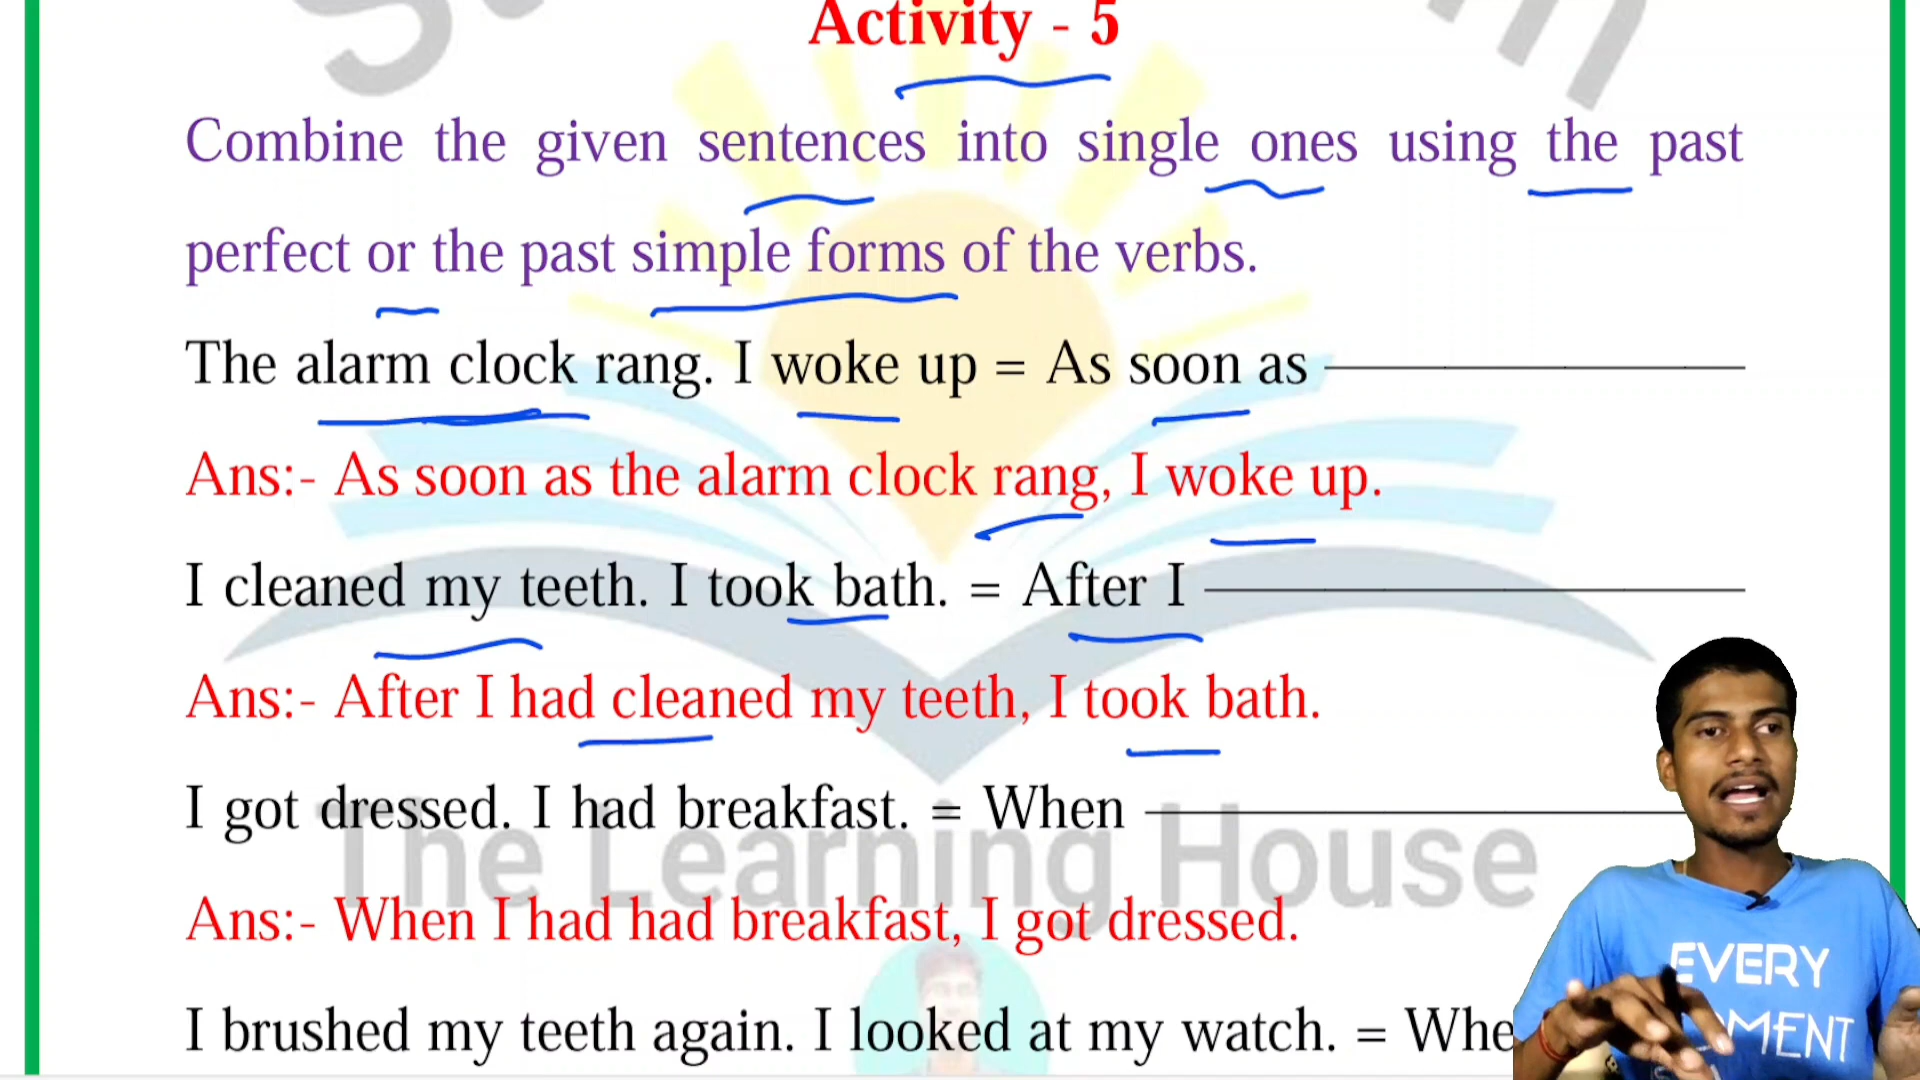 Activity - 5
Combine the given sentences into single ones using the past
perfect or the past simple forms of the verbs.
The alarm clock rang. I woke up = As soon as
Ans:- As soon as the alarm clock rang, I woke up.
I cleaned my teeth. I took bath. = After I
Ans:- After I had cleaned my teeth, I took bath.
I got dressed. I had breakfast. = When
The Learning House
Ans:- When I had had breakfast, I got dressed.
EVERY
I brushed my teeth again. I looked at my watch. = Whe